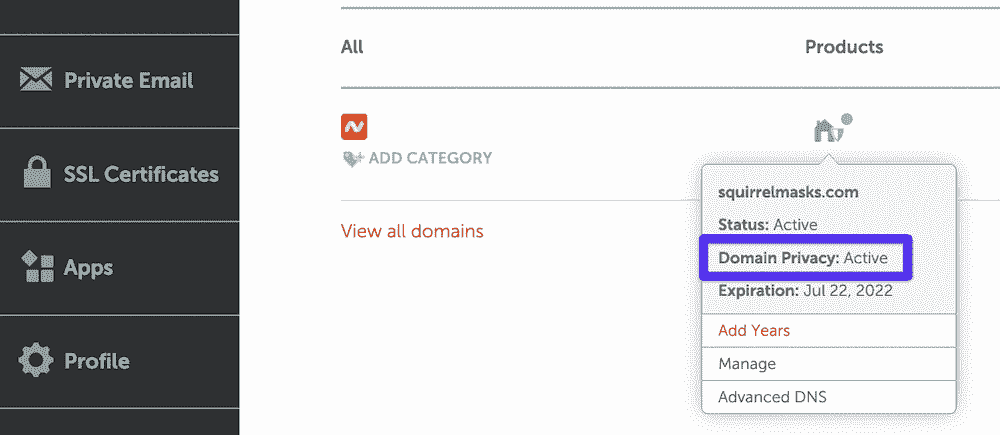 Private Email
SSL Certificates
Apps
Profile
All
Products
ADD CATEGORY
View all domains
squirrelmasks.com
Status: Active
Domain Privacy: Active
Expiration: Jul 22, 2022
Add Years
Manage
Advanced DNS